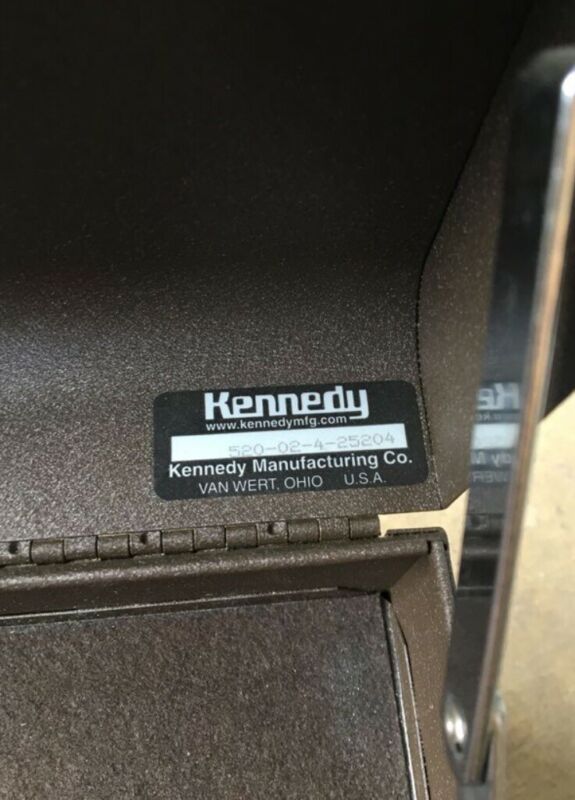 Kennedy
www.kennedymfg.com
520-02-4-25204
Kennedy Manufacturing Co.
VAN WERT, OHIO U.S.A.